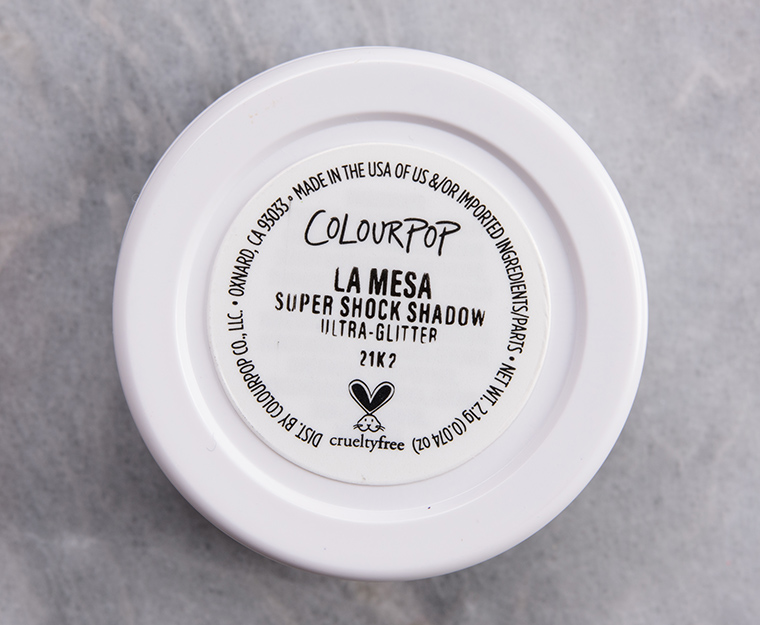 COLOURPOP
LA MESA
SUPER SHOCK SHADOW
ULTRA-GLITTER
21K2
crueltyfree
DIST. BY COLOURPOP CO., LLC. • OXNARD, CA 93033 • MADE IN THE USA OF US &/OR IMPORTED INGREDIENTS/PARTS • NET WT. 2.1g (0.074 oz)